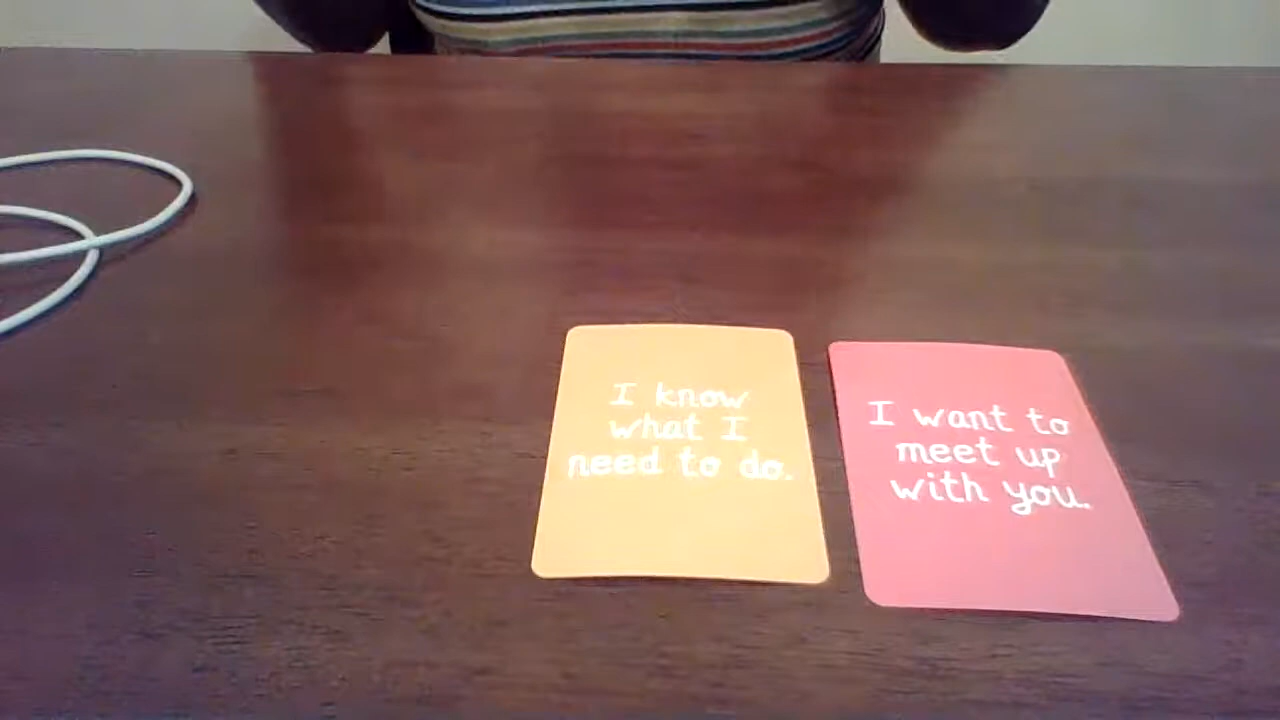 I know
what I
need to do.
I want to
meet up
with you.